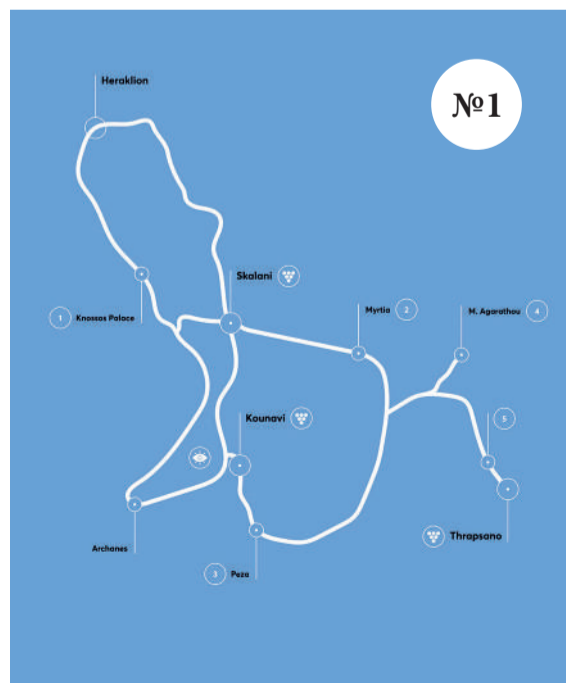 Heraklion
№1
Skalani
1 Knossos Palace
Myrtia 2
M. Agarathou 4
Kounavi
5
Thrapsano
Archanes
3 Peza